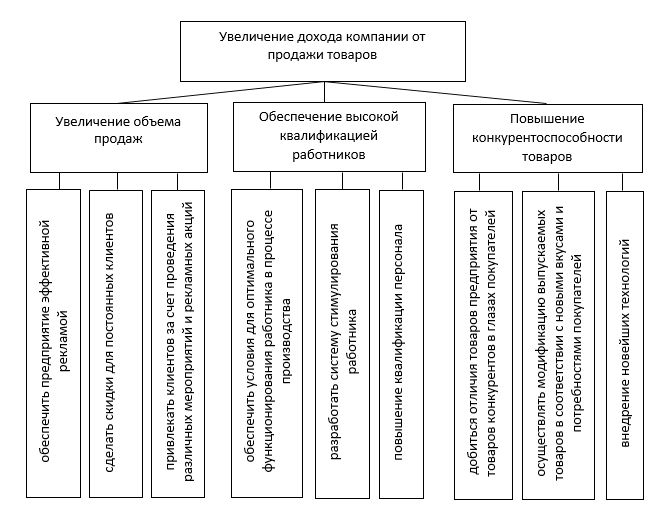 Увеличение дохода компании от
продажи товаров
Увеличение объема
продаж
Обеспечение высокой
квалификацией
работников
Повышение
конкурентоспособности
товаров
обеспечить предприятие эффективной
рекламой
сделать скидки для постоянных клиентов
привлекать клиентов за счет проведения
различных мероприятий и рекламных акций
обеспечить условия для оптимального
функционирования работника в процессе
производства
разработать систему стимулирования
работника
повышение квалификации персонала
добиться отличия товаров предприятия от
товаров конкурентов в глазах покупателей
осуществлять модификацию выпускаемых
товаров в соответствии с новыми вкусами и
потребностями покупателей
внедрение новейших технологий